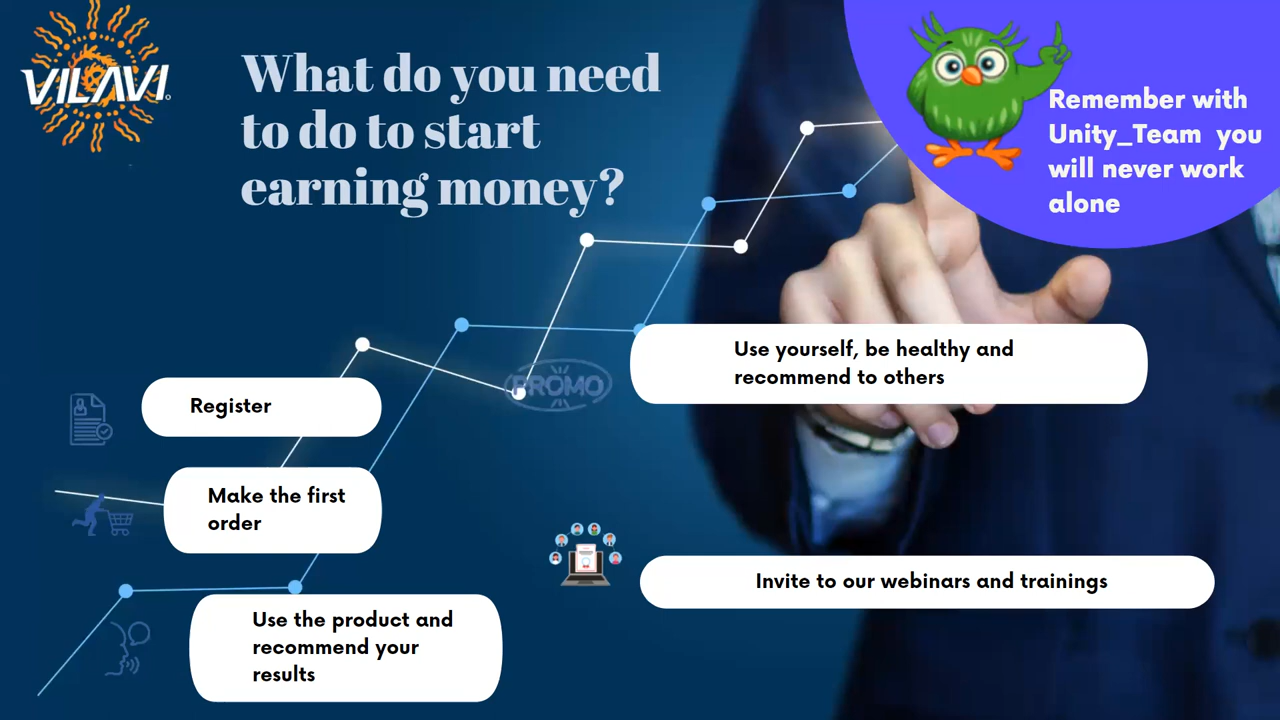 VILAVI
What do you need
to do to start
earning money?
Remember with
Unity_Team you
will never work
alone
Register
Make the first
order
Use the product and
recommend your
results
PROMO
Use yourself, be healthy and
recommend to others
Invite to our webinars and trainings